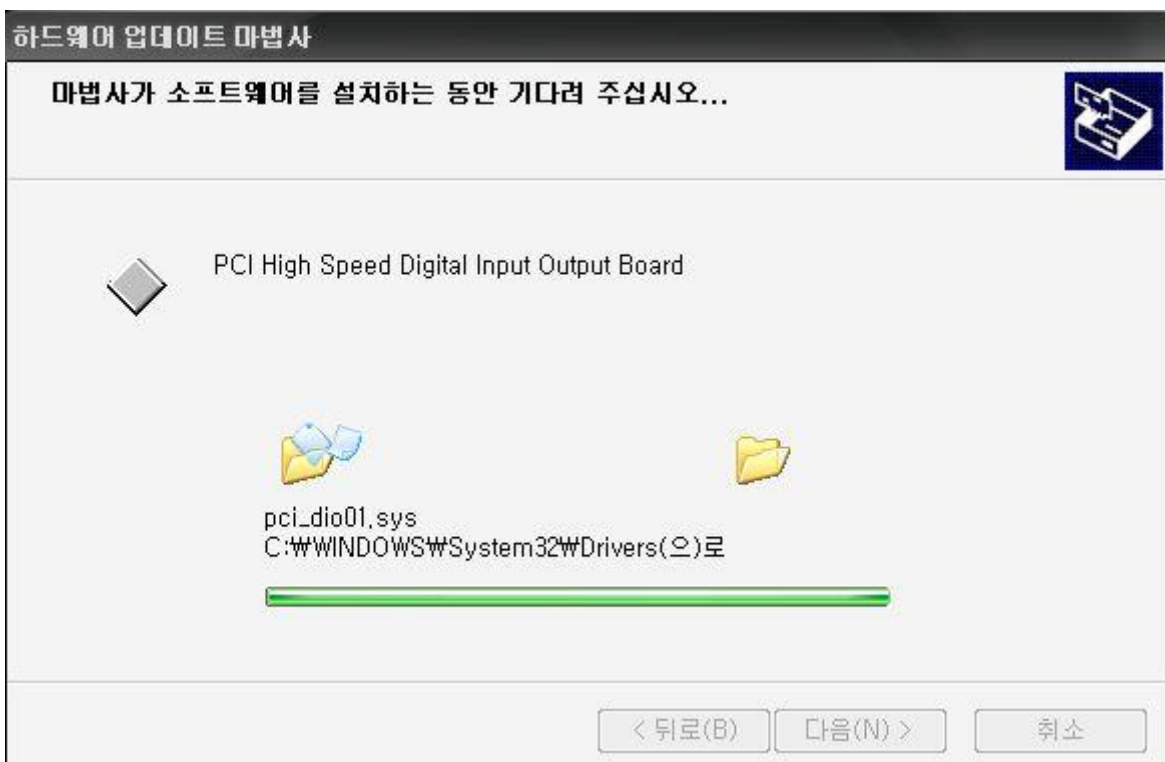 하드웨어 업데이트 마법사
마법사가 소프트웨어를 설치하는 동안 기다려 주십시오...
PCI High Speed Digital Input Output Board
pci_dio01.sys
C:₩WINDOWS₩System32₩Drivers(으)로
< 뒤로(B)
다음(N) >
취소